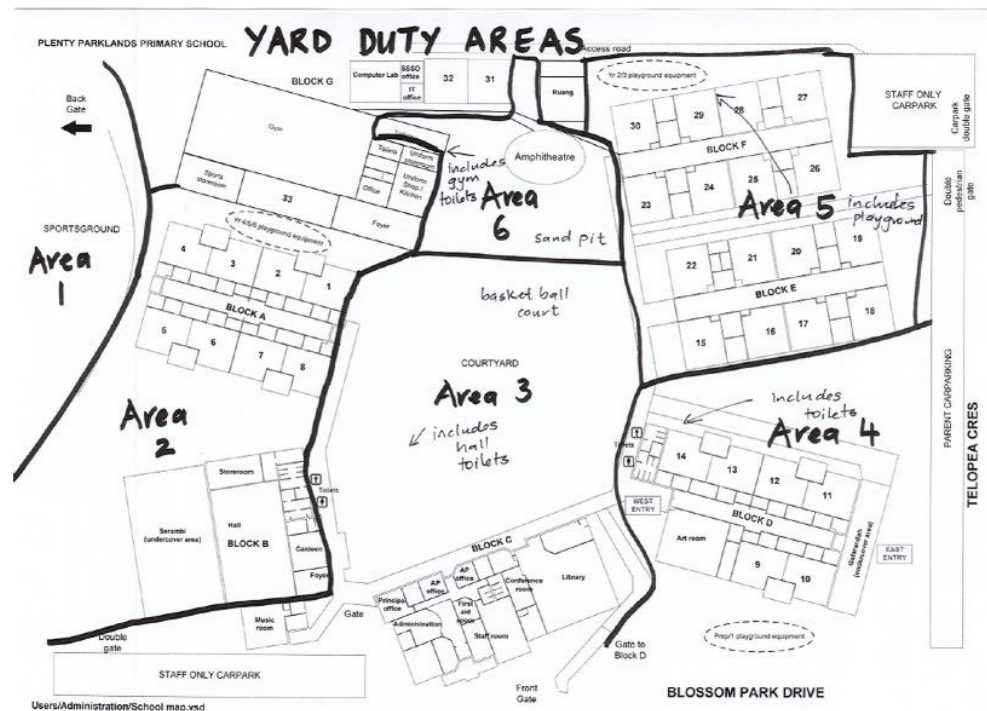 PLENTY PARKLANDS PRIMARY SCHOOL
YARD DUTY AREAS
Access road
BLOCK G
Computer Lab
SSSO office
IT office
32
31
Ruang
Yr 2/3 playground equipment
STAFF ONLY
CARPARK
Carpark
double gate
Back
Gate
Gym
Toilets
Toilets
Uniform
storeroom
Uniform
Shop /
Kitchen
Office
Sports
storeroom
33
Foyer
includes
gym
toilets
Amphitheatre
Area
6
sand pit
30
29
28
27
BLOCK F
23
24
25
26
Area 5
includes
playground
Double
pedestrian
gate
SPORTSGROUND
Area
1
Yr 4/5/6 playground equipment
4
3
2
1
BLOCK A
5
6
7
8
22
21
20
19
BLOCK E
15
16
17
18
basket ball
court
COURTYARD
Area 3
includes
hall
toilets
Area
2
includes
toilets
Area 4
Toilets
14
13
12
11
BLOCK D
Art room
9
10
WEST
ENTRY
EAST
ENTRY
(undercover area)
PARENT CARPARKING
TELOPEA CRES
Storeroom
Toilets
Serambi
(undercover area)
Hall
BLOCK B
Canteen
Foyer
Music
room
BLOCK C
Principal
office
AP
office
AP
office
Conference
room
Library
Administration
First
aid
room
Staff room
Gate
Double
gate
STAFF ONLY CARPARK
Front
Gate
Gate to
Block D
Prep/1 playground equipment
BLOSSOM PARK DRIVE
Users/Administration/School map.vsd